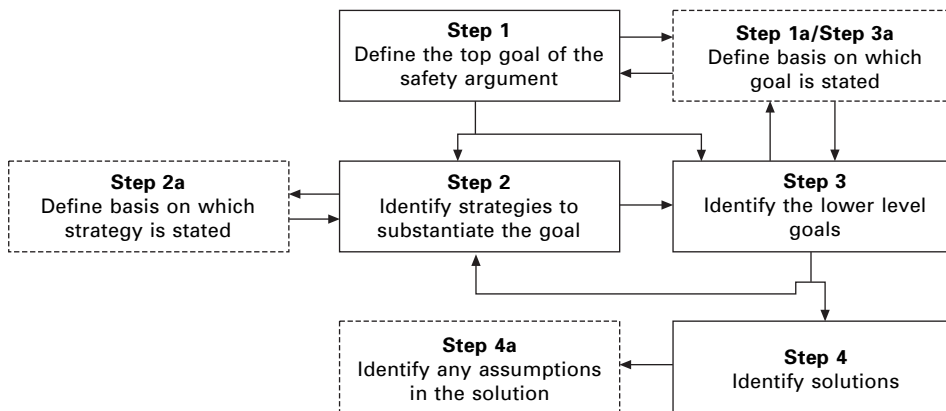 Step 1
Define the top goal of the
safety argument
Step 1a/Step 3a
Define basis on which
goal is stated
Step 2a
Define basis on which
strategy is stated
Step 2
Identify strategies to
substantiate the goal
Step 3
Identify the lower level
goals
Step 4a
Identify any assumptions
in the solution
Step 4
Identify solutions